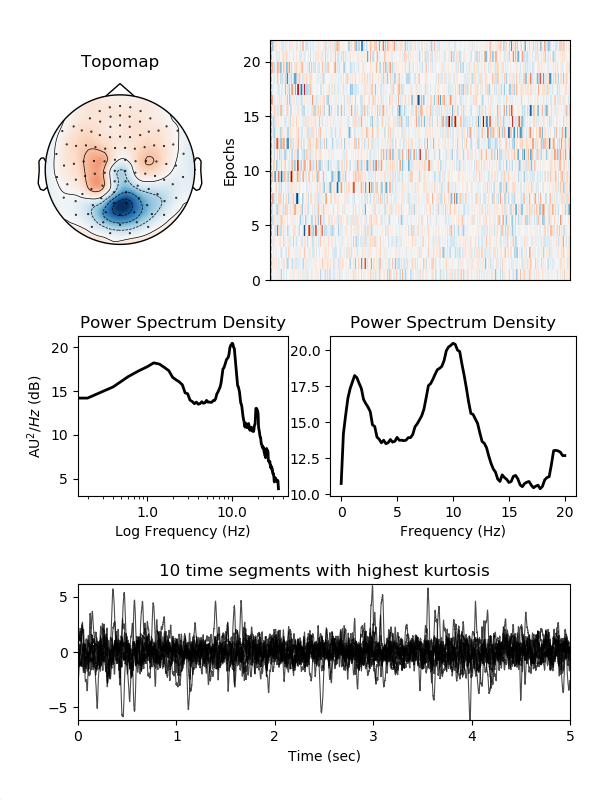 Topomap
Epochs
20
15
10
5
0
Power Spectrum Density
AU²/Hz (dB)
20
15
10
5
1.0 10.0
Log Frequency (Hz)
Power Spectrum Density
20.0
17.5
15.0
12.5
10.0
0 5 10 15 20
Frequency (Hz)
10 time segments with highest kurtosis
5
0
−5
0 1 2 3 4 5
Time (sec)